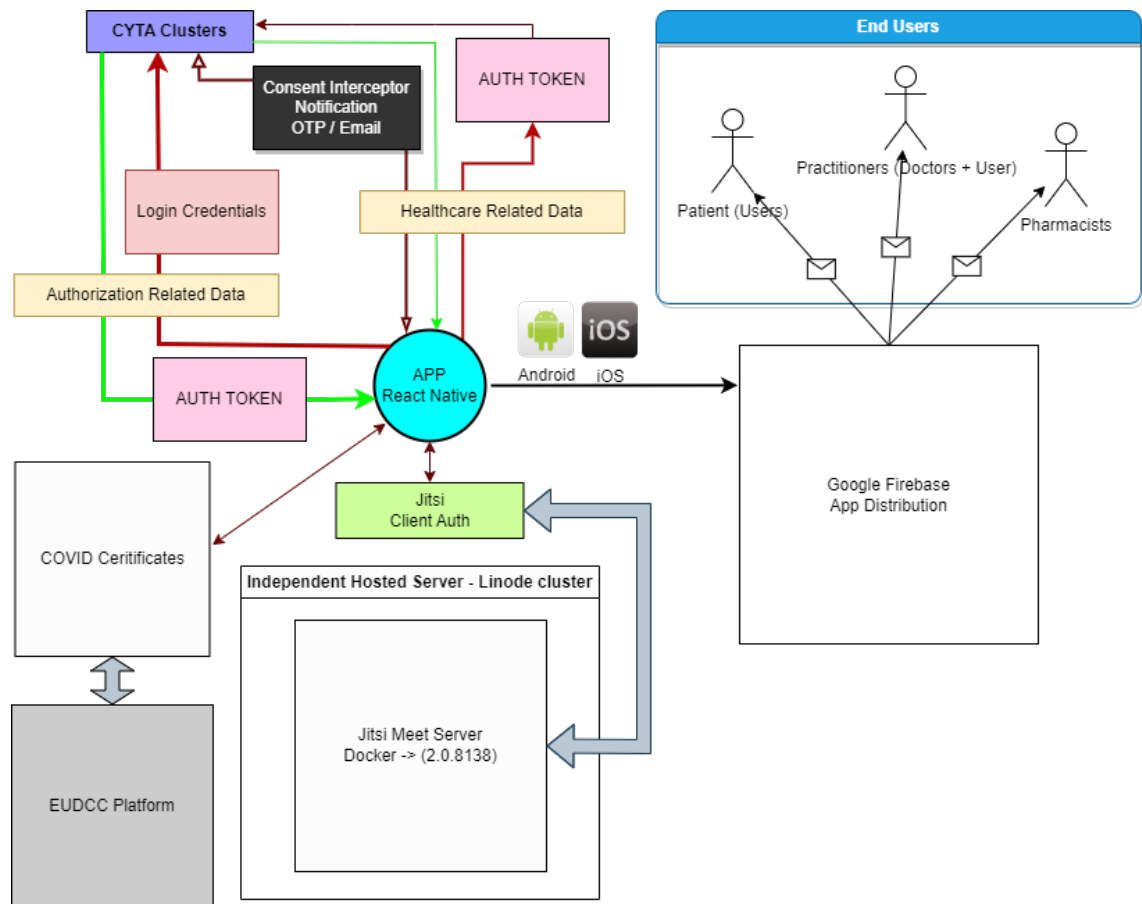 CYTA Clusters
End Users
AUTH TOKEN
Consent Interceptor
Notification
OTP / Email
Practitioners (Doctors + User)
Patient (Users)
Pharmacists
Login Credentials
Healthcare Related Data
Authorization Related Data
iOS
Android
iOS
APP
React Native
AUTH TOKEN
Google Firebase
App Distribution
Jitsi
Client Auth
COVID Ceritificates
Independent Hosted Server - Linode cluster
Jitsi Meet Server
Docker -> (2.0.8138)
EUDCC Platform